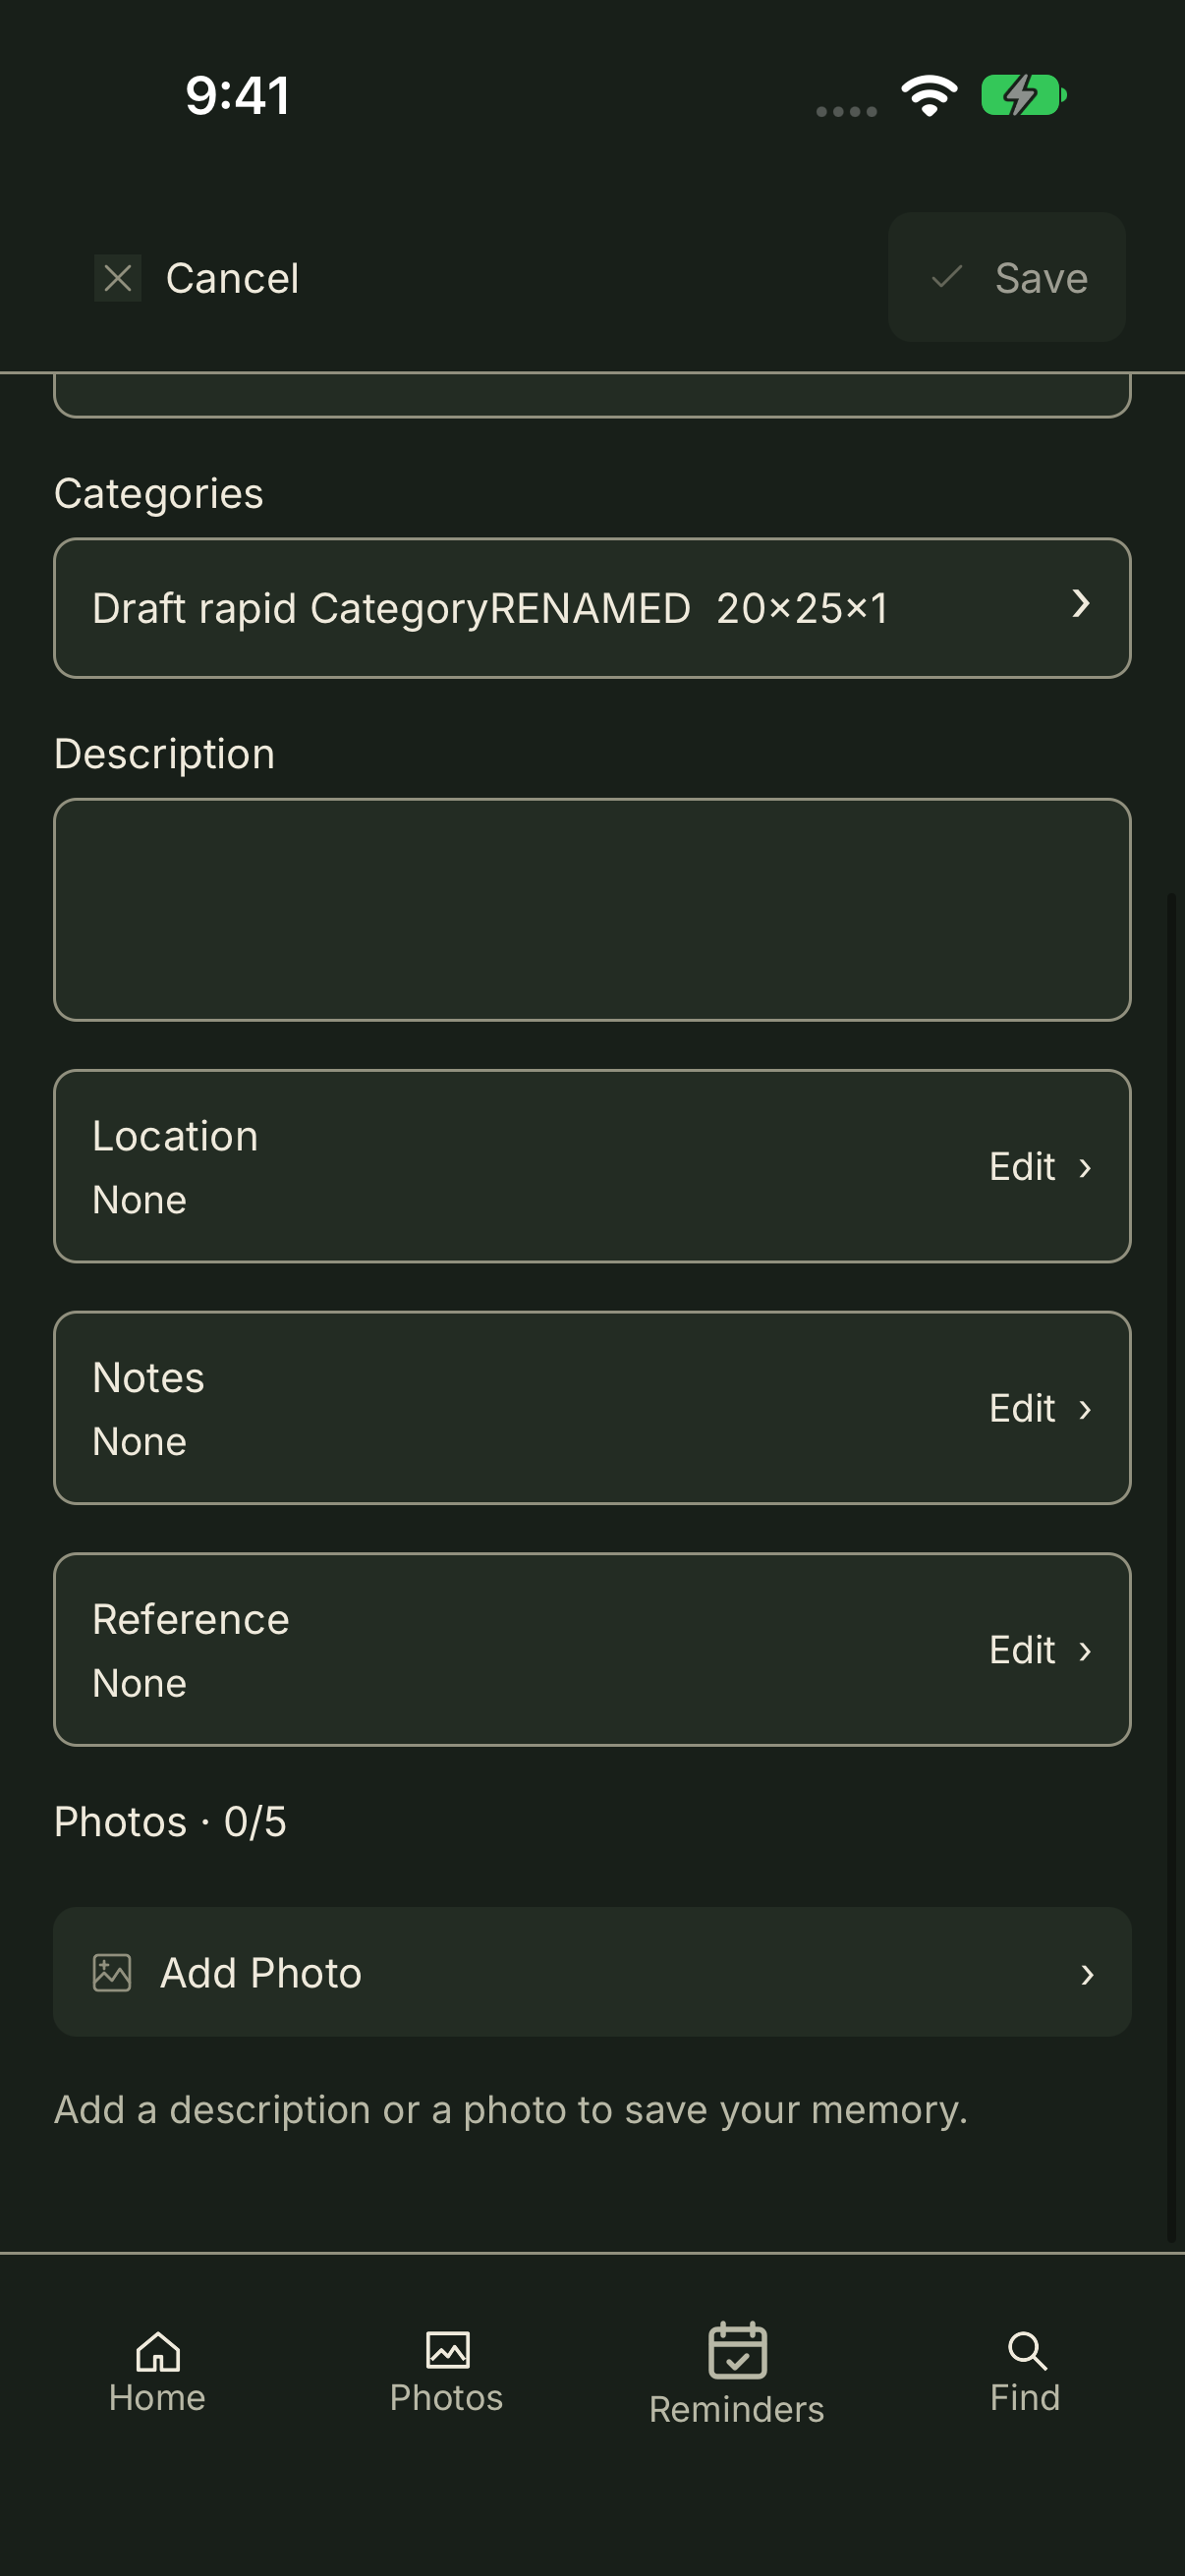 9:41
Cancel
Save
Categories
Draft rapid CategoryRENAMED 20×25×1
Description
Location
None
Edit ›
Notes
None
Edit ›
Reference
None
Edit ›
Photos · 0/5
Add Photo ›
Add a description or a photo to save your memory.
Home
Photos
Reminders
Find